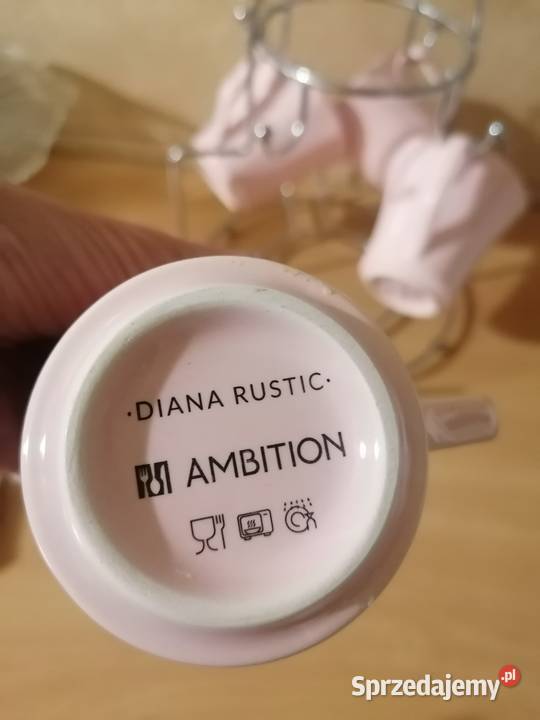 ·DIANA RUSTIC·
AMBITION
Sprzedajemy.pl